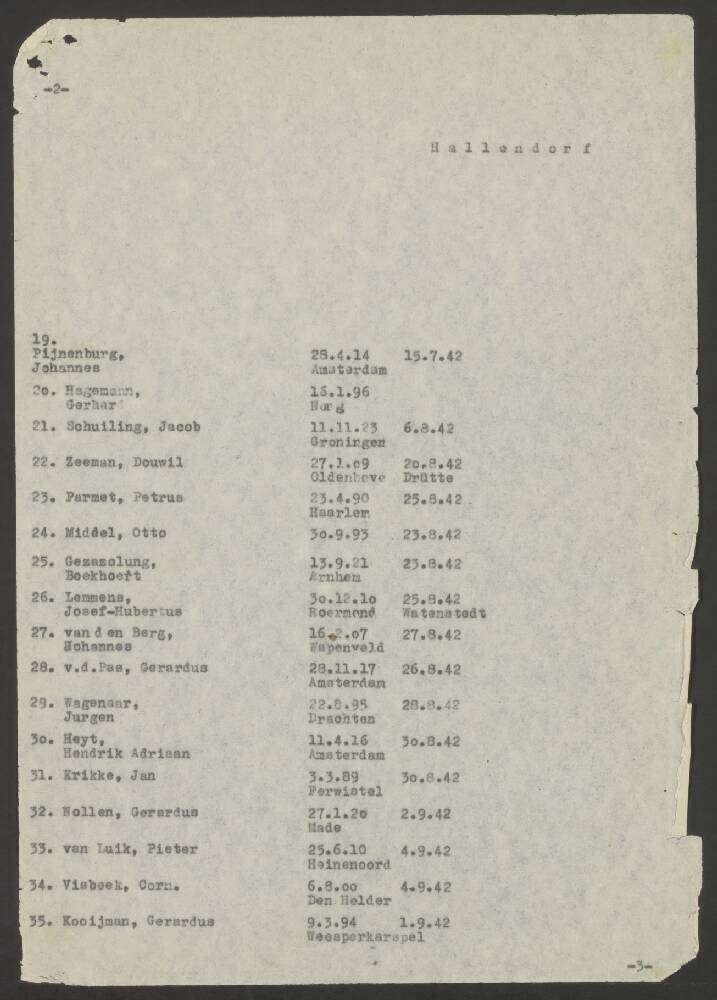 -2-
Hallendorf
19.
Pijnenburg, 28.4.14 15.7.42
Johannes Amsterdam
2o. Hagemann, 16.1.96
Gerhar Norg
21. Schuiling, Jacob 11.11.23 6.8.42
Groningen
22. Zeeman, Douwil 27.1.o9 2o.8.42
Oldenhove Drütte
23. Parmet, Petrus 23.4.90 25.8.42
Haarlem
24. Middel, Otto 3o.9.93 23.8.42
25. Gezazolung, 13.9.21 23.8.42
Boekhoert Arnhem
26. Lemmens, 3o.12.1o 25.8.42
Josef-Hubertus Roermond Watenstedt
27. van den Berg, 16.2.07 27.8.42
Johannes Wapenveld
28. v.d.Pas, Gerardus 28.11.17 26.8.42
Amsterdam
29. Wagenaar, 22.8.95 28.8.42
Jurgen Drachten
3o. Heyt, 11.4.16 3o.8.42
Hendrik Adriaan Amsterdam
31. Krikke, Jan 3.3.89 3o.8.42
Ferwistel
32. Nollen, Gerardus 27.1.2o 2.9.42
Made
33. van Luik, Pieter 25.6.10 4.9.42
Heinenoord
34. Visbeek, Corn. 6.8.oo 4.9.42
Den Helder
35. Kooijman, Gerardus 9.3.94 1.9.42
Weesperkarspel
-3-